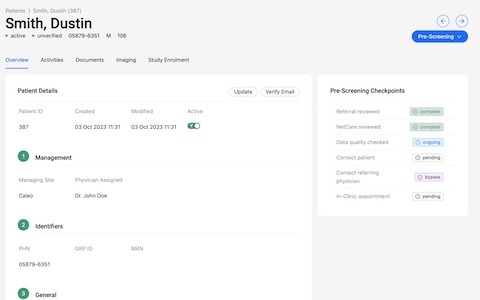 Patients / Smith, Dustin (387)
Smith, Dustin
active unverified 05879-6351 M 106
Pre-Screening
Overview Activities Documents Imaging Study Enrolment
Patient Details
Update Verify Email
Patient ID Created Modified Active
387 03 Oct 2023 11:31 03 Oct 2023 11:31 Y
1 Management
Managing Site Physician Assigned
Caleo Dr. John Doe
2 Identifiers
PHN GRP ID MRN
05879-6351
3 General
Pre-Screening Checkpoints
Referral reviewed complete
NetCare reviewed complete
Data quality checked ongoing
Contact patient pending
Contact referring
physician
bypass
In-Clinic appointment pending